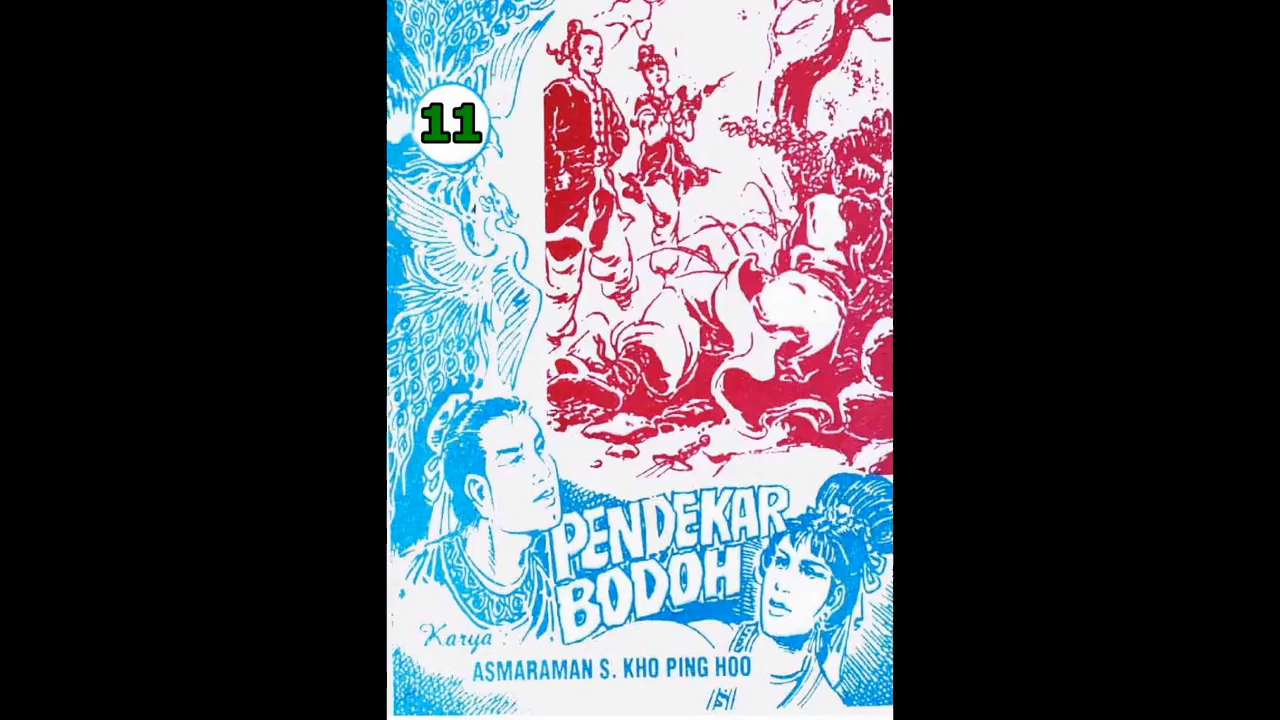 11
PENDEKAR
BODOH
Karya :
ASMARAMAN S. KHO PING HOO